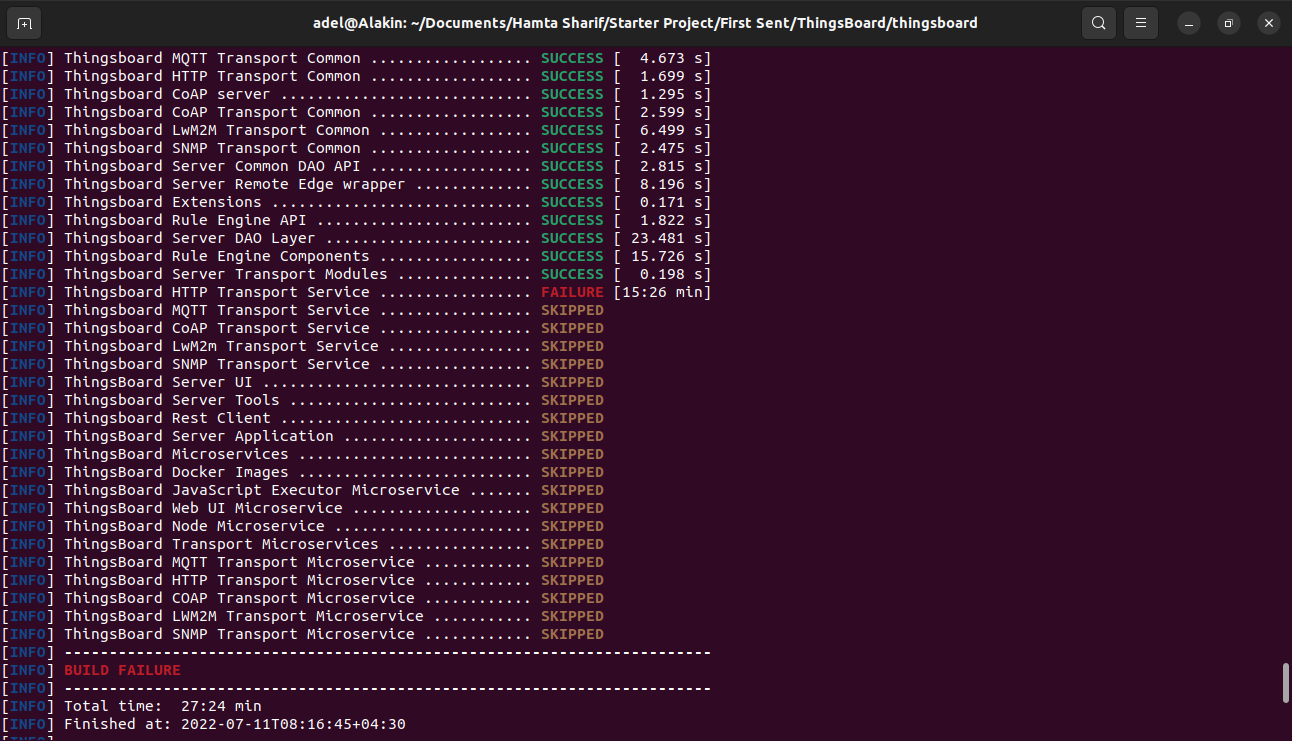 adel@Alakin: ~/Documents/Hamta Sharif/Starter Project/First Sent/ThingsBoard/thingsboard
[INFO] Thingsboard MQTT Transport Common .................. SUCCESS [  4.673 s]
[INFO] Thingsboard HTTP Transport Common .................. SUCCESS [  1.699 s]
[INFO] Thingsboard CoAP server ............................ SUCCESS [  1.295 s]
[INFO] Thingsboard CoAP Transport Common .................. SUCCESS [  2.599 s]
[INFO] Thingsboard LwM2M Transport Common ................. SUCCESS [  6.499 s]
[INFO] Thingsboard SNMP Transport Common .................. SUCCESS [  2.475 s]
[INFO] Thingsboard Server Common DAO API .................. SUCCESS [  2.815 s]
[INFO] Thingsboard Server Remote Edge wrapper ............. SUCCESS [  8.196 s]
[INFO] Thingsboard Extensions ............................. SUCCESS [  0.171 s]
[INFO] Thingsboard Rule Engine API ........................ SUCCESS [  1.822 s]
[INFO] Thingsboard Server DAO Layer ....................... SUCCESS [ 23.481 s]
[INFO] Thingsboard Rule Engine Components ................. SUCCESS [ 15.726 s]
[INFO] Thingsboard Server Transport Modules ............... SUCCESS [  0.198 s]
[INFO] Thingsboard HTTP Transport Service ................. FAILURE [15:26 min]
[INFO] Thingsboard MQTT Transport Service ................. SKIPPED
[INFO] Thingsboard CoAP Transport Service ................. SKIPPED
[INFO] Thingsboard LwM2m Transport Service ................ SKIPPED
[INFO] Thingsboard SNMP Transport Service ................. SKIPPED
[INFO] ThingsBoard Server UI .............................. SKIPPED
[INFO] Thingsboard Server Tools ........................... SKIPPED
[INFO] Thingsboard Rest Client ............................ SKIPPED
[INFO] ThingsBoard Server Application ..................... SKIPPED
[INFO] ThingsBoard Microservices .......................... SKIPPED
[INFO] ThingsBoard Docker Images .......................... SKIPPED
[INFO] ThingsBoard JavaScript Executor Microservice ....... SKIPPED
[INFO] ThingsBoard Web UI Microservice .................... SKIPPED
[INFO] ThingsBoard Node Microservice ...................... SKIPPED
[INFO] ThingsBoard Transport Microservices ................ SKIPPED
[INFO] ThingsBoard MQTT Transport Microservice ............ SKIPPED
[INFO] ThingsBoard HTTP Transport Microservice ............ SKIPPED
[INFO] ThingsBoard COAP Transport Microservice ............ SKIPPED
[INFO] ThingsBoard LWM2M Transport Microservice ........... SKIPPED
[INFO] ThingsBoard SNMP Transport Microservice ............ SKIPPED
[INFO] ------------------------------------------------------------------------
[INFO] BUILD FAILURE
[INFO] ------------------------------------------------------------------------
[INFO] Total time:  27:24 min
[INFO] Finished at: 2022-07-11T08:16:45+04:30